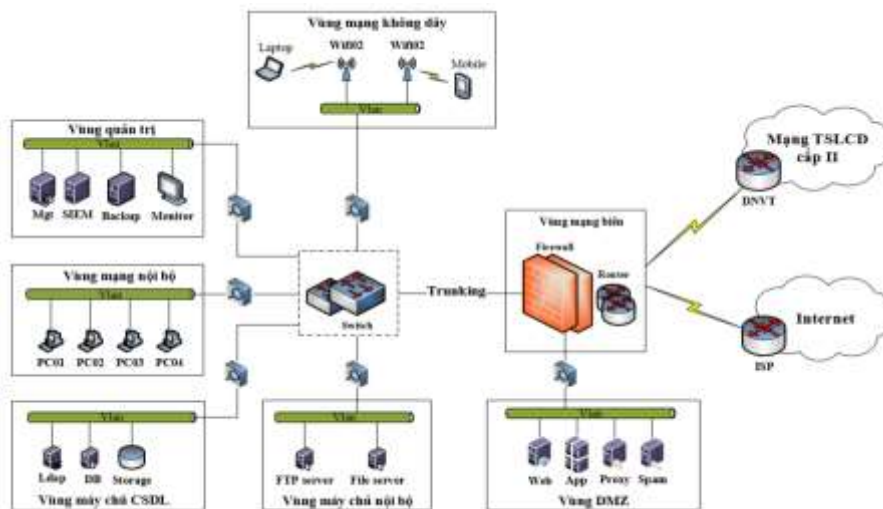 Vùng mạng không dây
Laptop
Wifi02
Wifi02
Mobile
Vlan
Vùng quản trị
Vlan
Mgt
SIEM
Backup
Monitor
Mạng TSLCD
cấp II
DNVT
Vùng mạng biên
Firewall
Router
Vùng mạng nội bộ
Vlan
PC01
PC02
PC03
PC04
Switch
Trunking
Internet
ISP
Vlan
Ldap
DB
Storage
Vùng máy chủ CSDL
Vlan
FTP server
File server
Vùng máy chủ nội bộ
Vlan
Web
App
Proxy
Spam
Vùng DMZ